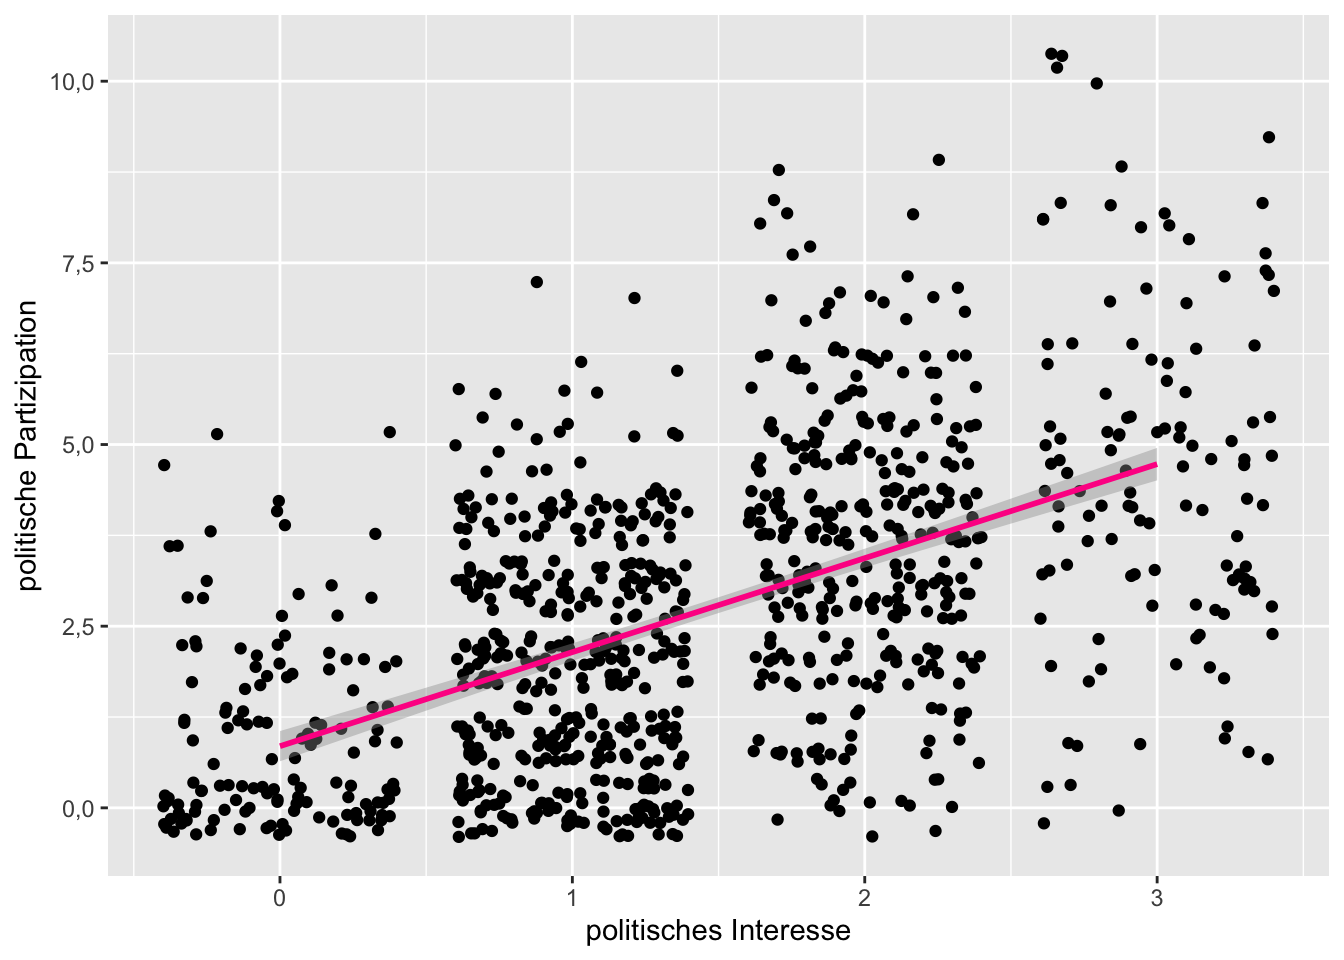 10,0
7,5
5,0
2,5
0,0
politische Partizipation
0 1 2 3
politisches Interesse